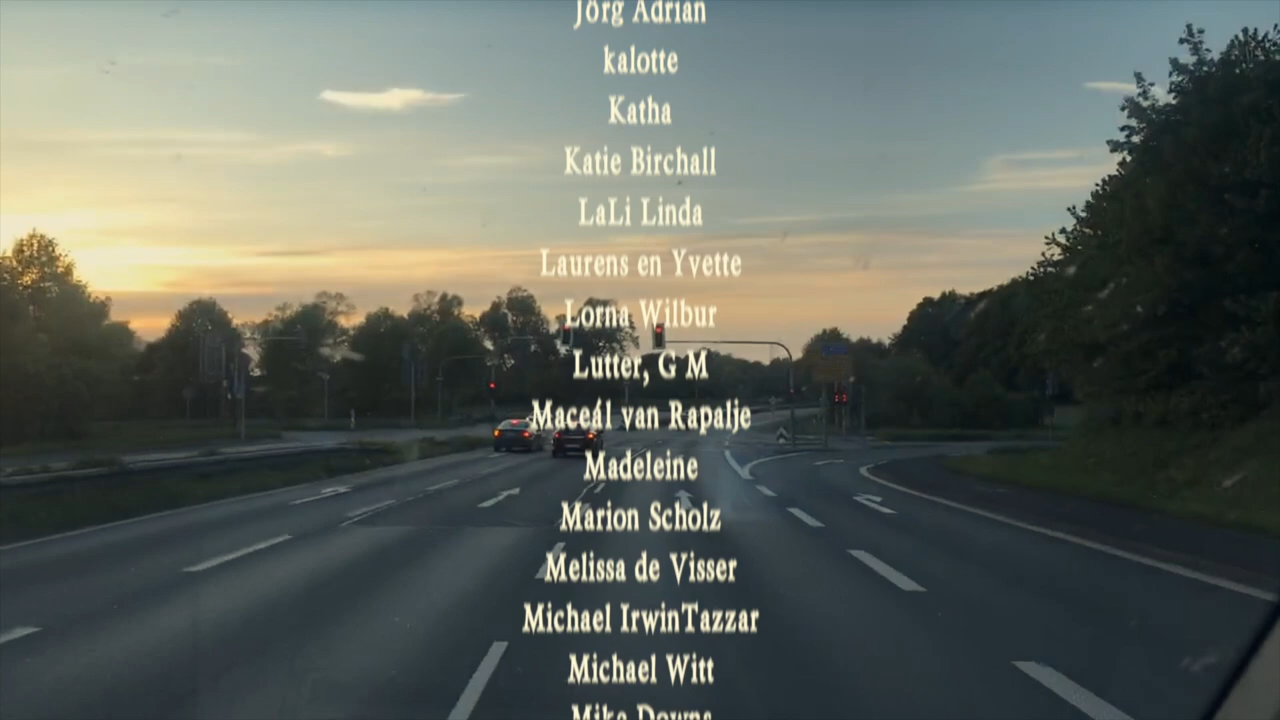 Jörg Adrian
kalotte
Katha
Katie Birchall
LaLi Linda
Laurens en Yvette
Lorna Wilbur
Lutter, G M
Maceál van Rapalje
Madeleine
Marion Scholz
Melissa de Visser
Michael IrwinTazzar
Michael Witt
Mike